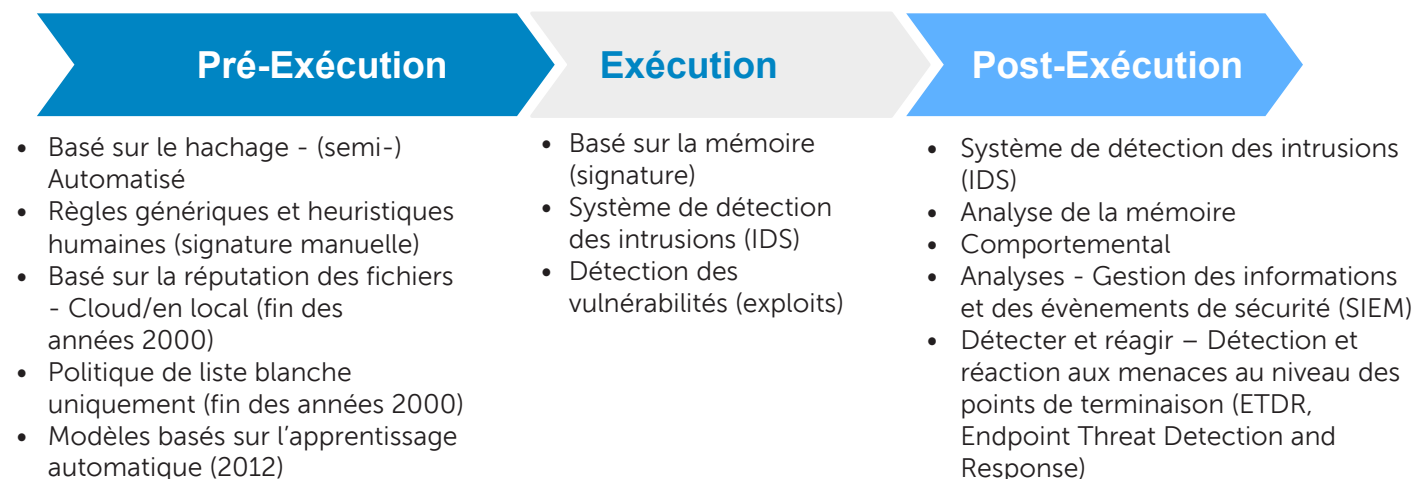 Pré-Exécution
• Basé sur le hachage - (semi-)
Automatisé
• Règles génériques et heuristiques
humaines (signature manuelle)
• Basé sur la réputation des fichiers
- Cloud/en local (fin des
années 2000)
• Politique de liste blanche
uniquement (fin des années 2000)
• Modèles basés sur l’apprentissage
automatique (2012)
Exécution
• Basé sur la mémoire
(signature)
• Système de détection
des intrusions (IDS)
• Détection des
vulnérabilités (exploits)
Post-Exécution
• Système de détection des intrusions
(IDS)
• Analyse de la mémoire
• Comportemental
• Analyses - Gestion des informations
et des évènements de sécurité (SIEM)
• Détecter et réagir – Détection et
réaction aux menaces au niveau des
points de terminaison (ETDR,
Endpoint Threat Detection and
Response)